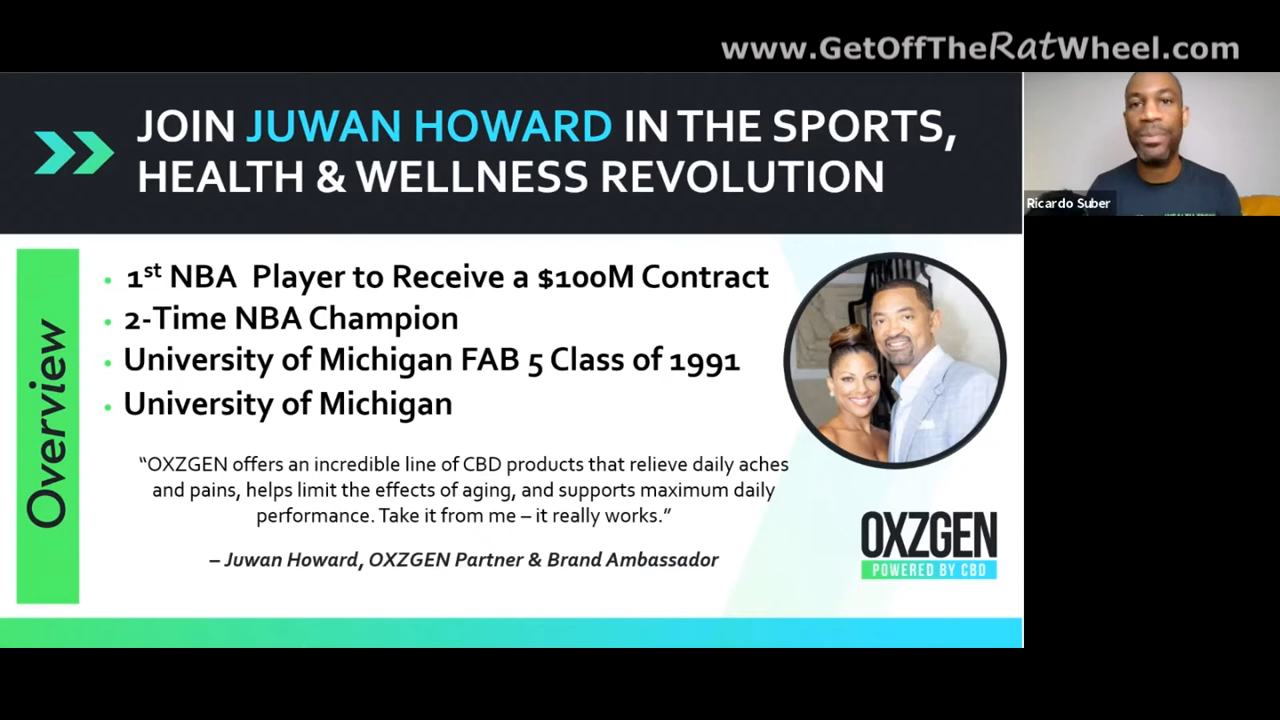 www.GetOffTheRatWheel.com
JOIN JUWAN HOWARD IN THE SPORTS,
HEALTH & WELLNESS REVOLUTION
Ricardo Suber
Overview
• 1st NBA Player to Receive a $100M Contract
• 2-Time NBA Champion
• University of Michigan FAB 5 Class of 1991
• University of Michigan
“OXZGEN offers an incredible line of CBD products that relieve daily aches
and pains, helps limit the effects of aging, and supports maximum daily
performance. Take it from me – it really works.”
– Juwan Howard, OXZGEN Partner & Brand Ambassador
OXZGEN
POWERED BY CBD